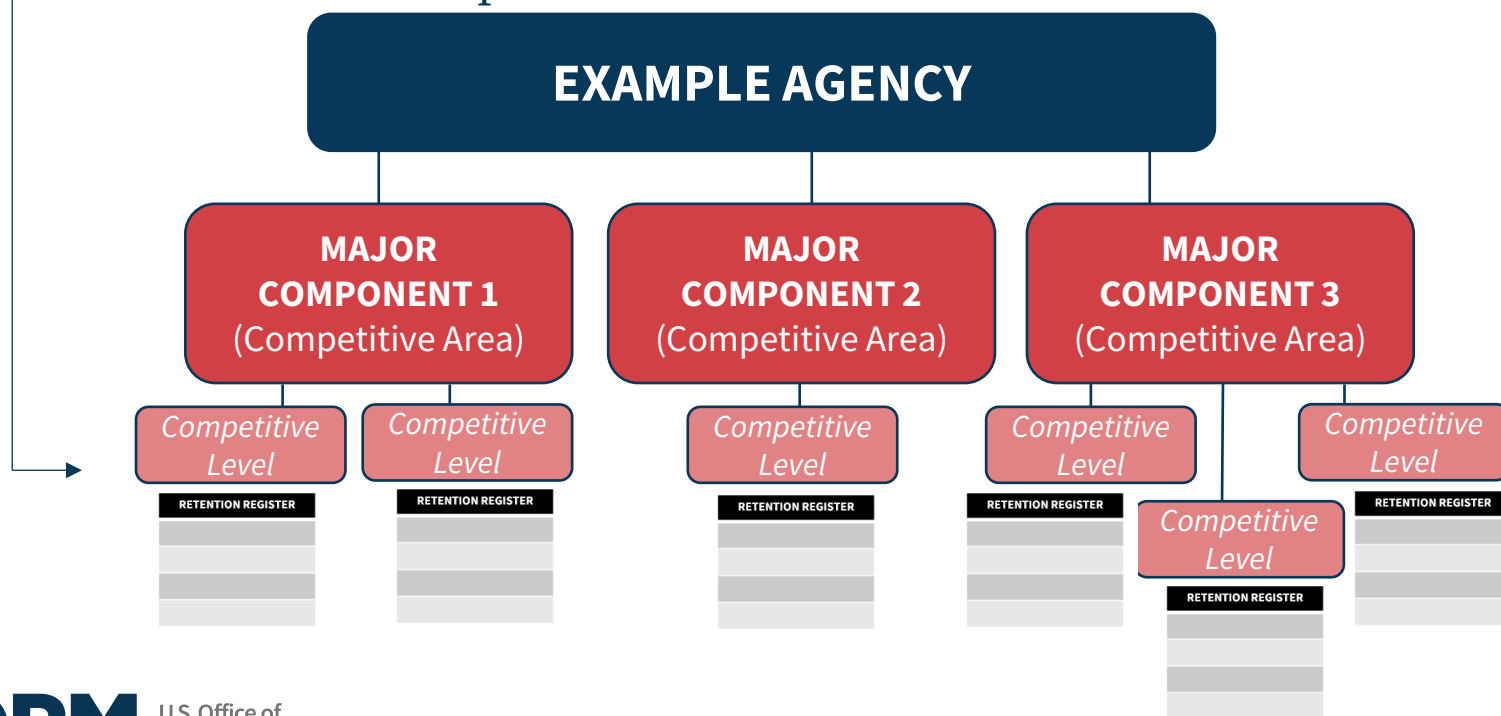 EXAMPLE AGENCY
MAJOR
COMPONENT 1
(Competitive Area)
MAJOR
COMPONENT 2
(Competitive Area)
MAJOR
COMPONENT 3
(Competitive Area)
Competitive
Level
Competitive
Level
Competitive
Level
Competitive
Level
Competitive
Level
Competitive
Level
RETENTION REGISTER
RETENTION REGISTER
RETENTION REGISTER
RETENTION REGISTER
RETENTION REGISTER
RETENTION REGISTER
OPM
U.S. Office of